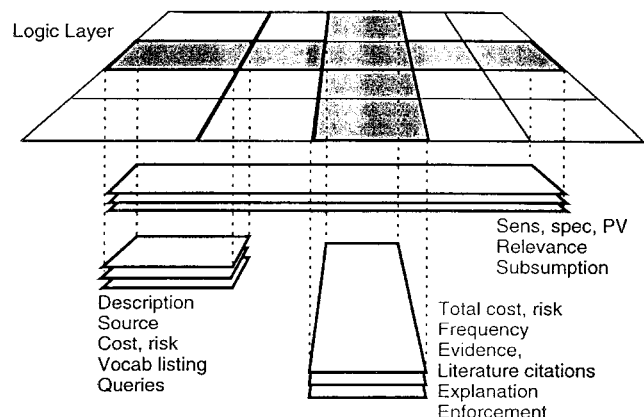 Logic Layer
Sens, spec, PV
Relevance
Subsumption
Description
Source
Cost, risk
Vocab listing
Queries
Total cost, risk
Frequency
Evidence,
Literature citations
Explanation
Enforcement